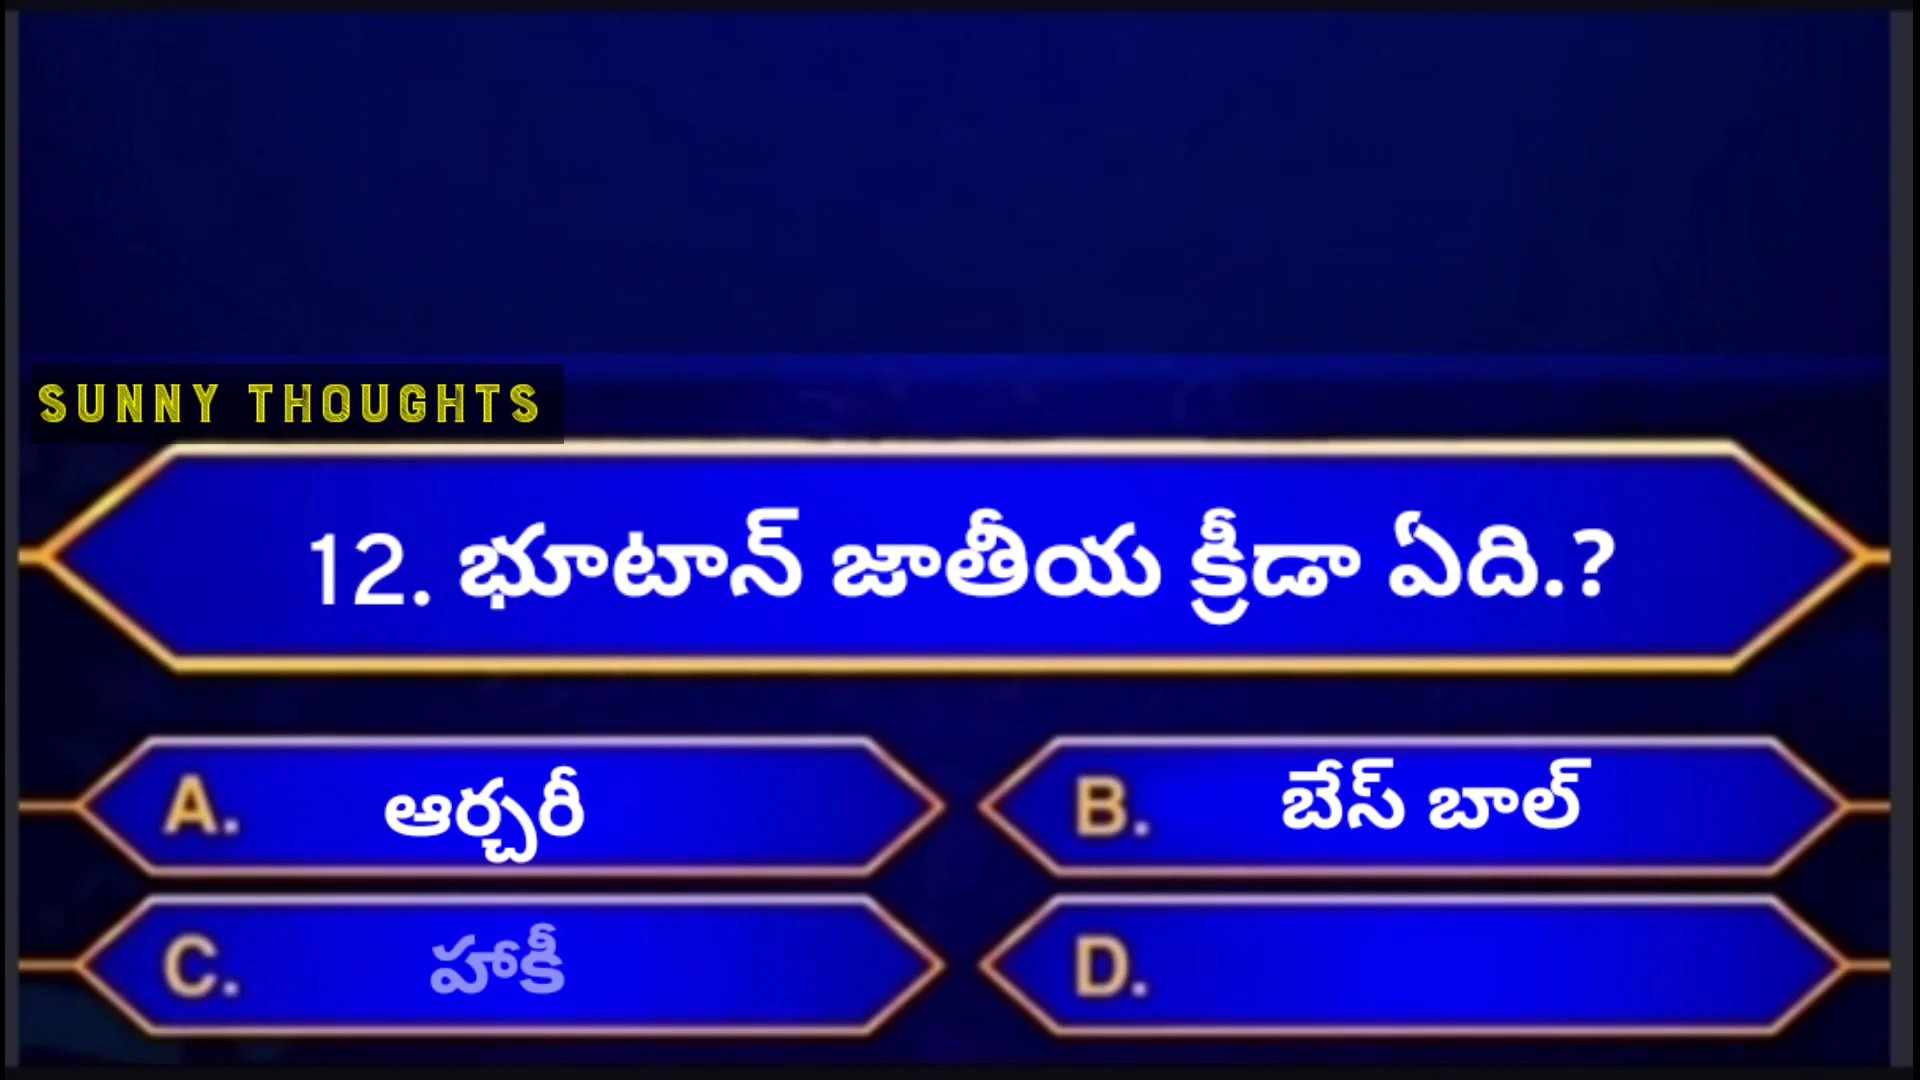 SUNNY THOUGHTS
12. భూటాన్ జాతీయ క్రీడా ఏది.?
A. ఆర్చరీ
B. బేస్ బాల్
C. హాకీ
D.